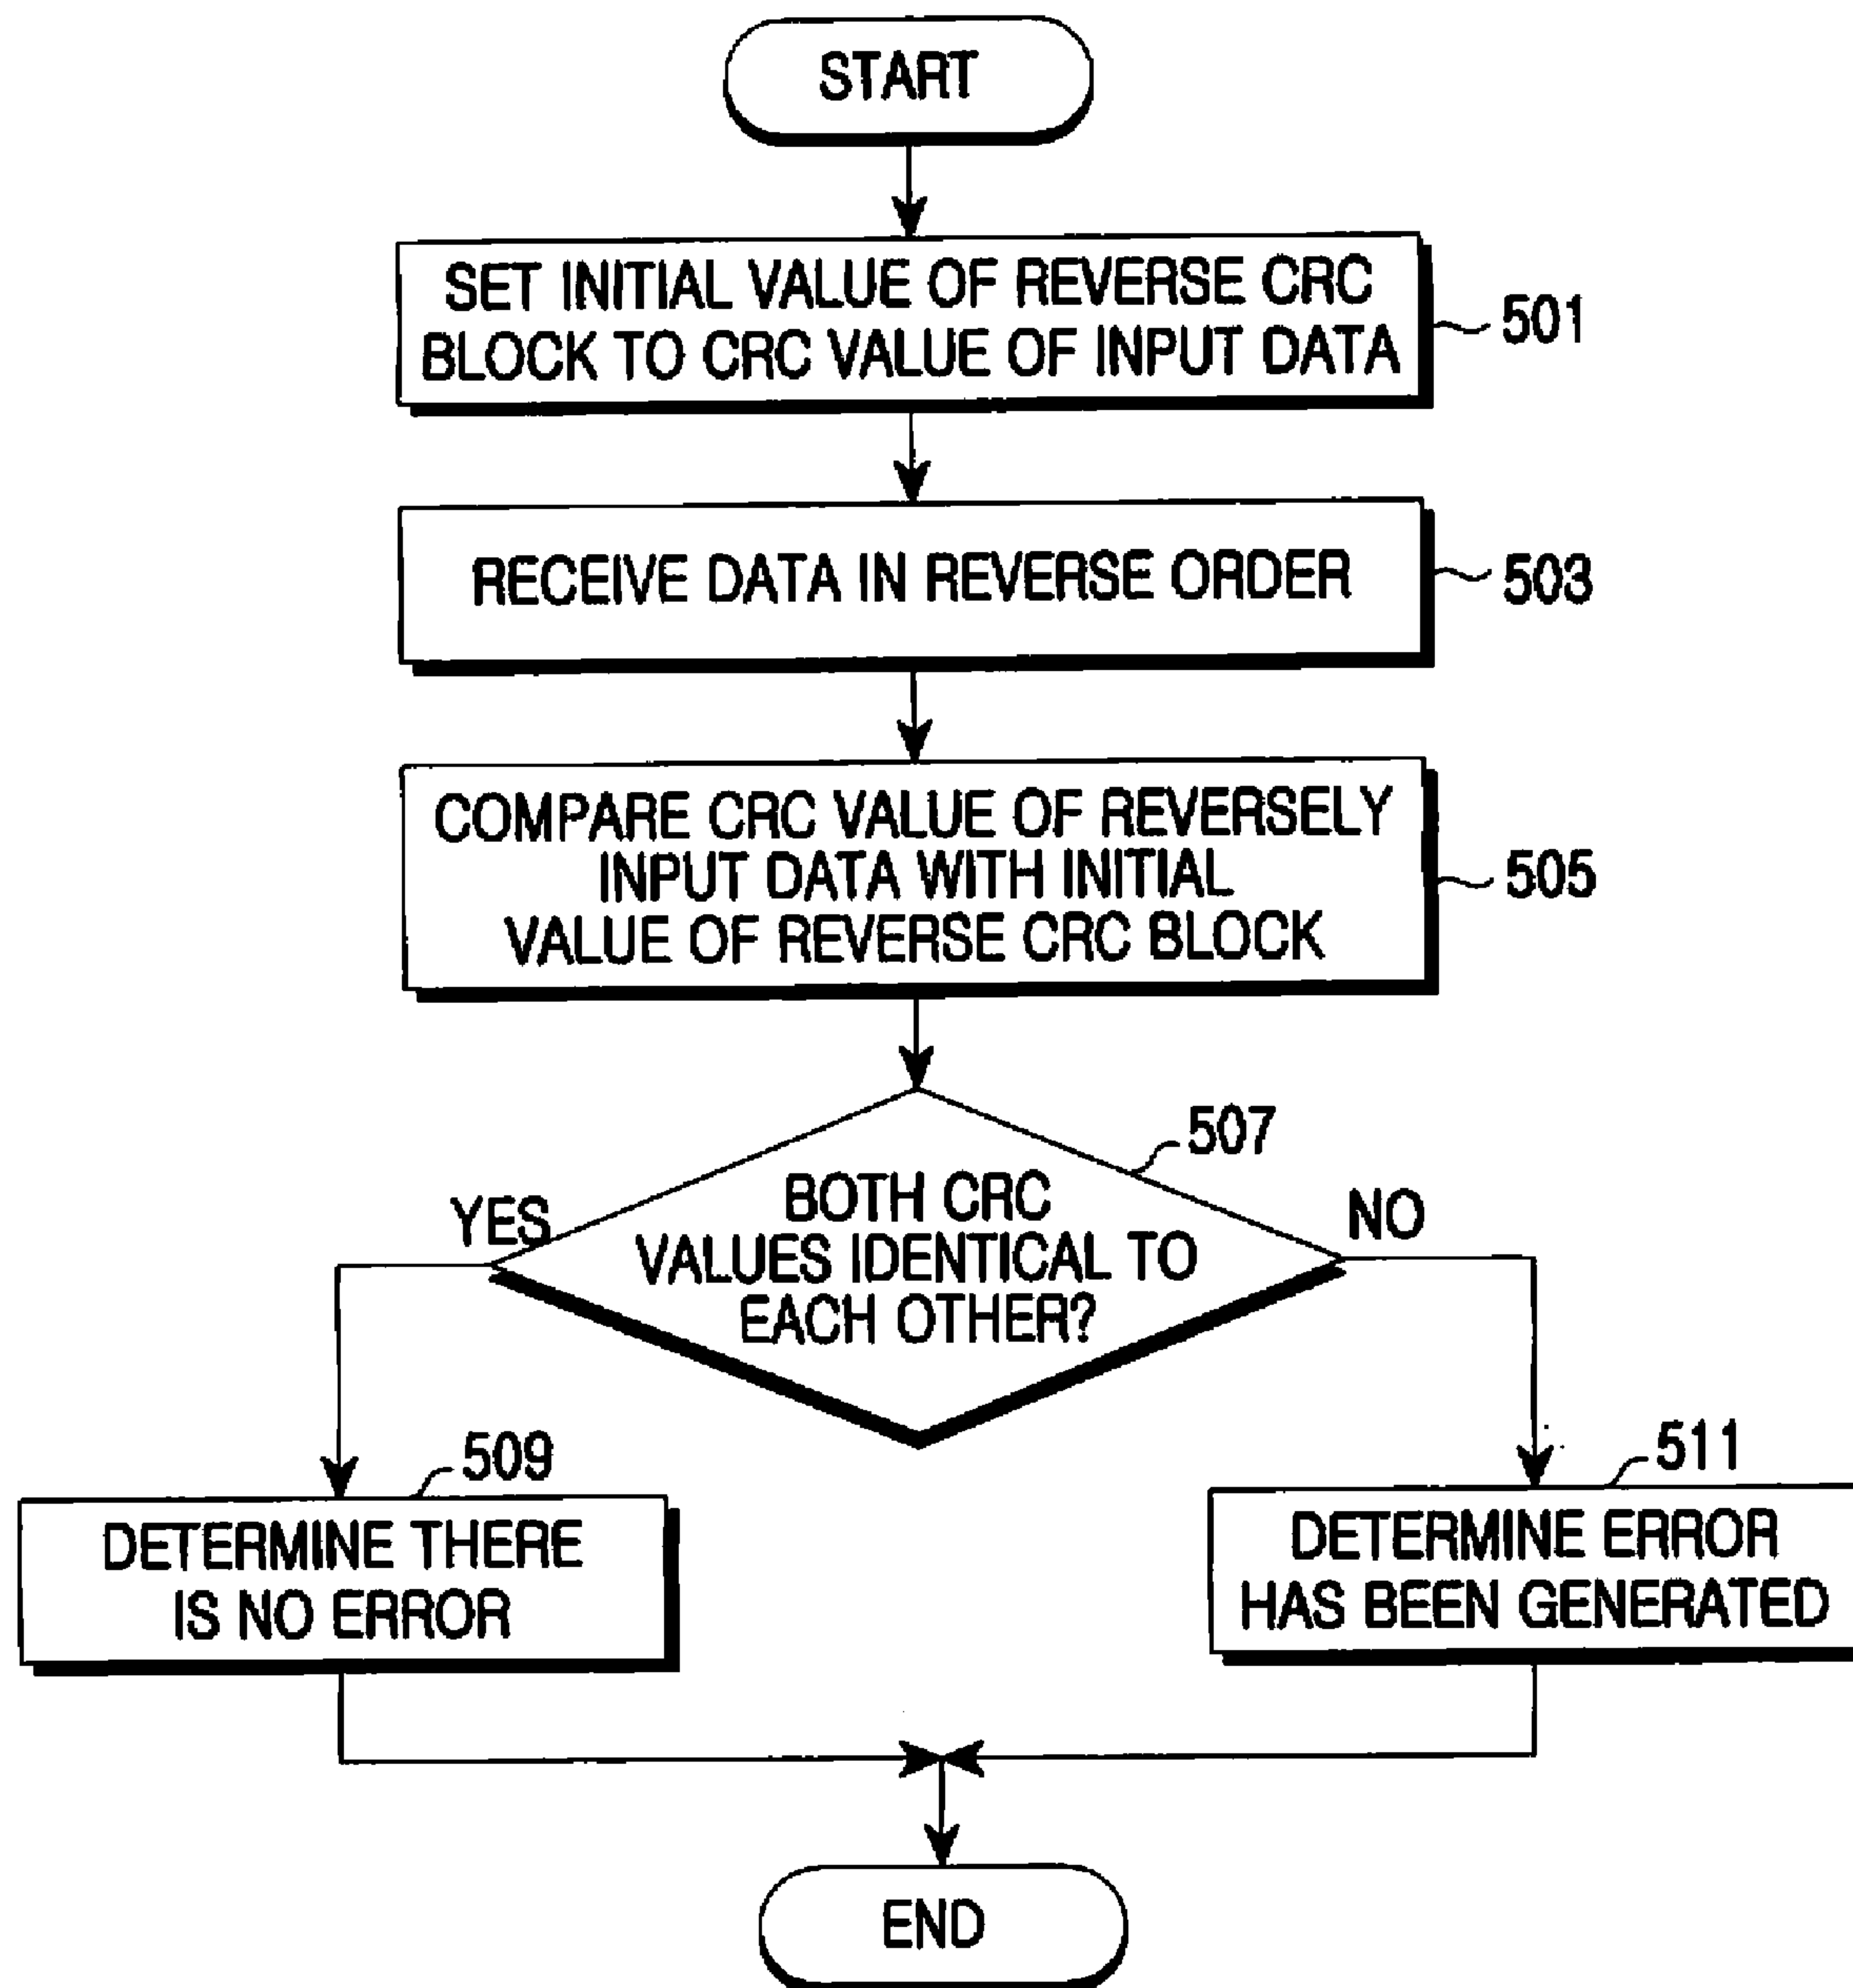 START
SET INITIAL VALUE OF REVERSE CRC
BLOCK TO CRC VALUE OF INPUT DATA
501
RECEIVE DATA IN REVERSE ORDER
503
COMPARE CRC VALUE OF REVERSELY
INPUT DATA WITH INITIAL
VALUE OF REVERSE CRC BLOCK
505
507
BOTH CRC
VALUES IDENTICAL TO
EACH OTHER?
YES
NO
509
DETERMINE THERE
IS NO ERROR
511
DETERMINE ERROR
HAS BEEN GENERATED
END